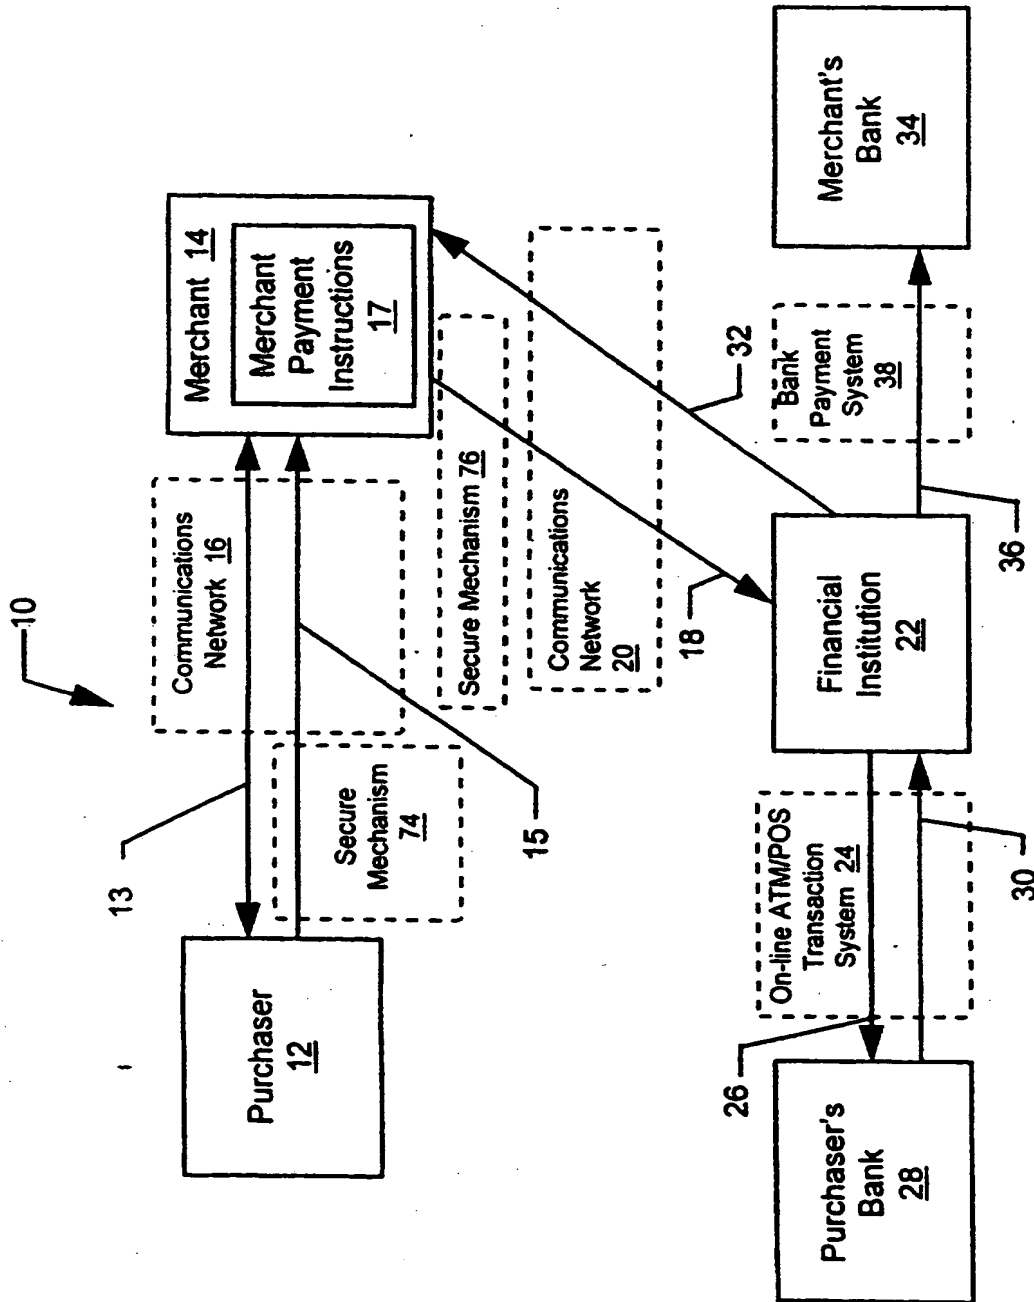 10
13
Communications
Network 16
Purchaser
12
Secure
Mechanism
74
15
Merchant 14
Merchant
Payment
Instructions
17
Secure Mechanism 76
Communications
Network
20
18
32
Purchaser's
Bank
28
26
On-line ATM/POS
Transaction
System 24
30
Financial
Institution
22
36
Bank
Payment
System
38
Merchant's
Bank
34